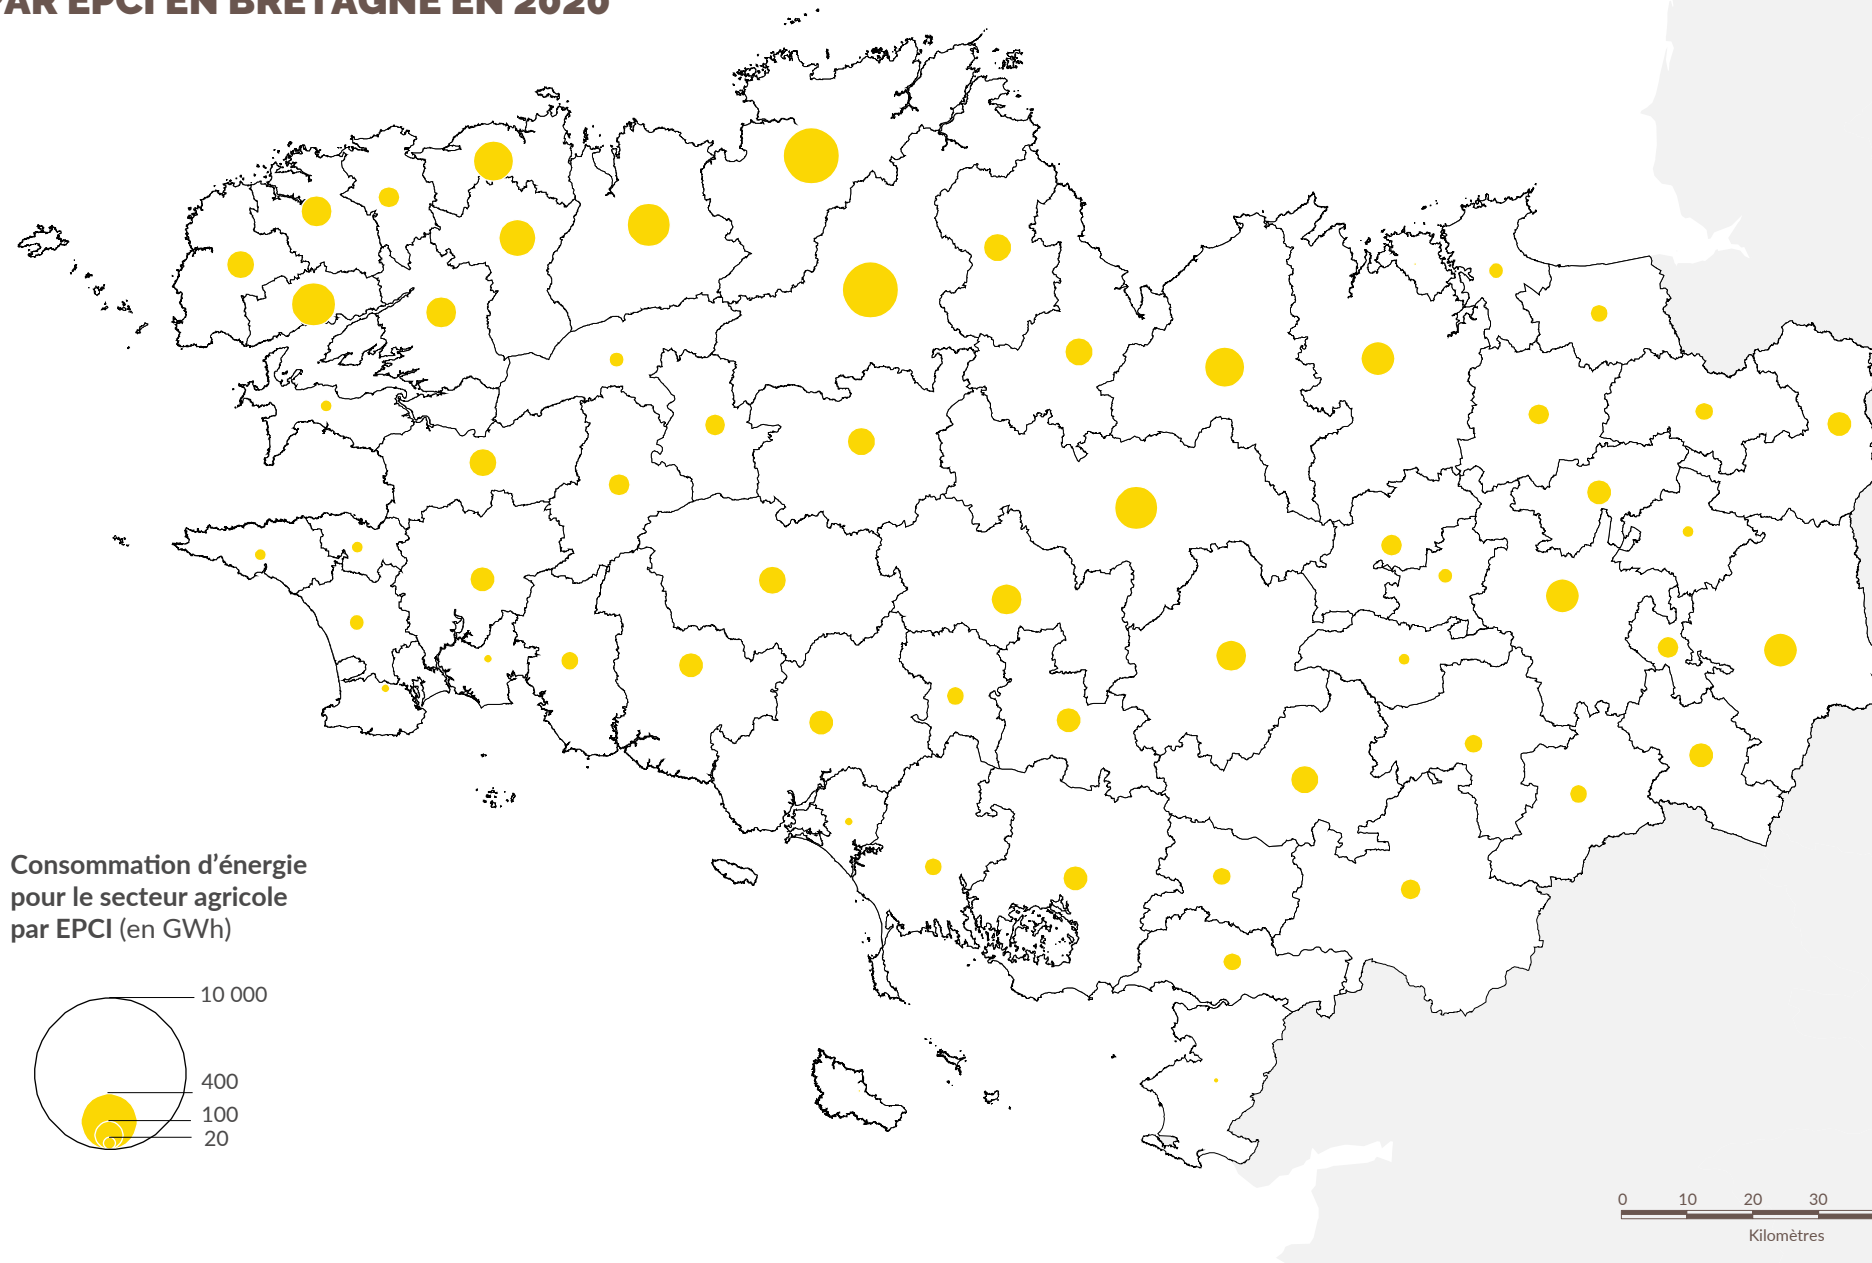 PAR EPCI EN BRETAGNE EN 2020
Consommation d’énergie
pour le secteur agricole
par EPCI (en GWh)
10 000
400
100
20
0 10 20 30
Kilomètres